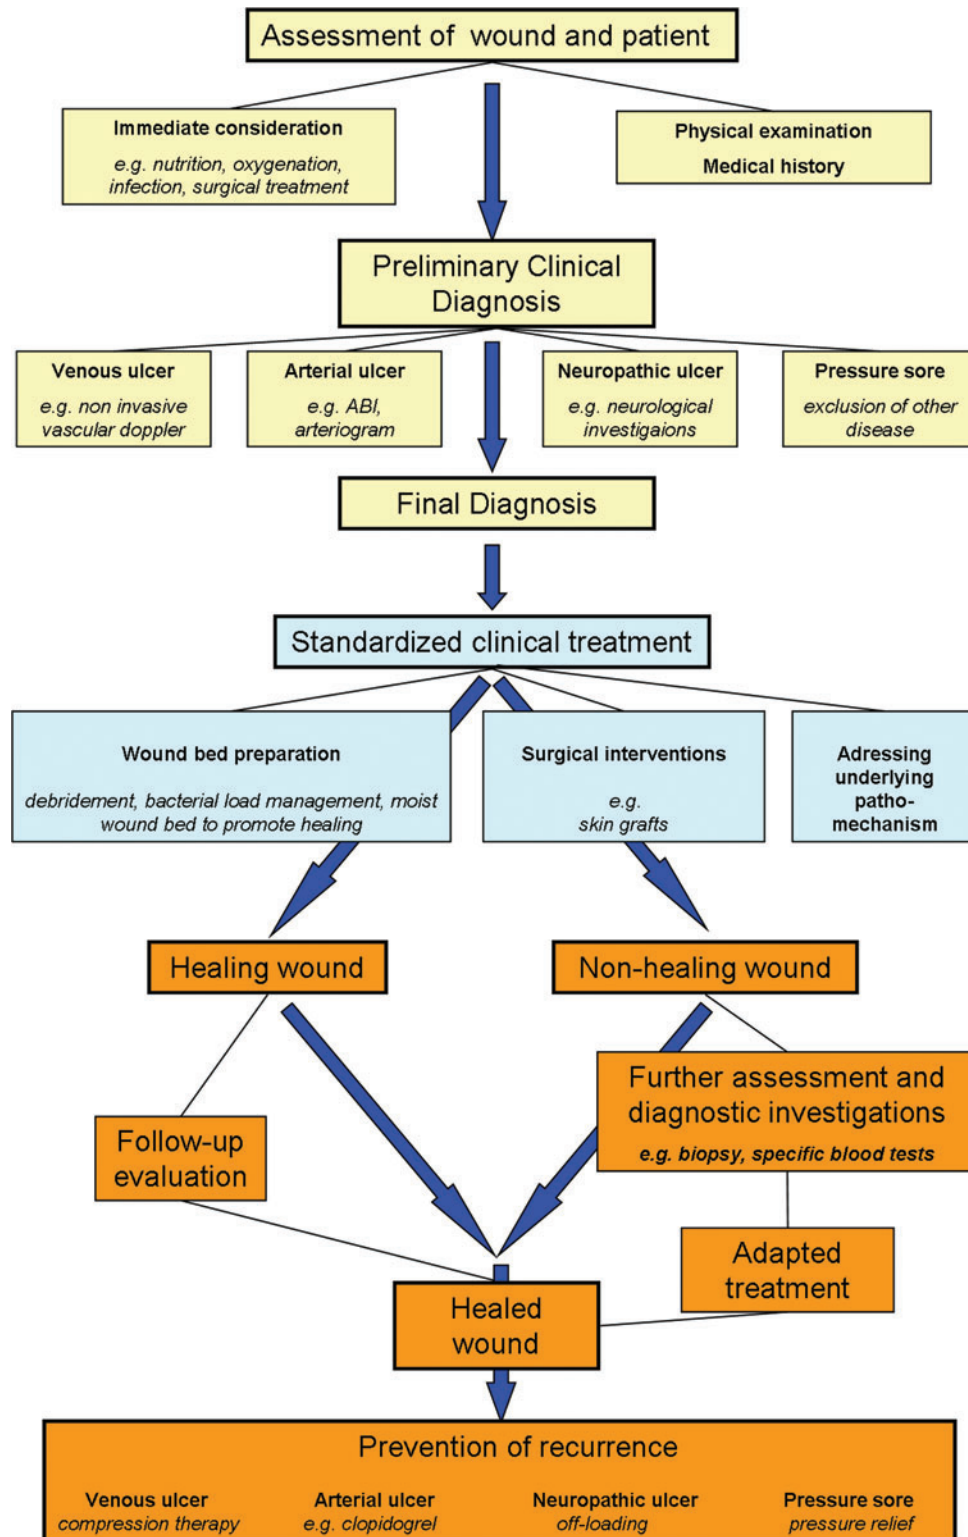 Assessment of wound and patient
Immediate consideration
e.g. nutrition, oxygenation,
infection, surgical treatment
Physical examination
Medical history
Preliminary Clinical
Diagnosis
Venous ulcer
e.g. non invasive
vascular doppler
Arterial ulcer
e.g. ABI,
arteriogram
Neuropathic ulcer
e.g. neurological
investigaions
Pressure sore
exclusion of other
disease
Final Diagnosis
Standardized clinical treatment
Wound bed preparation
debridement, bacterial load management, moist
wound bed to promote healing
Surgical interventions
e.g.
skin grafts
Adressing
underlying
patho-
mechanism
Healing wound
Non-healing wound
Further assessment and
diagnostic investigations
e.g. biopsy, specific blood tests
Follow-up
evaluation
Adapted
treatment
Healed
wound
Prevention of recurrence
Venous ulcer
compression therapy
Arterial ulcer
e.g. clopidogrel
Neuropathic ulcer
off-loading
Pressure sore
pressure relief